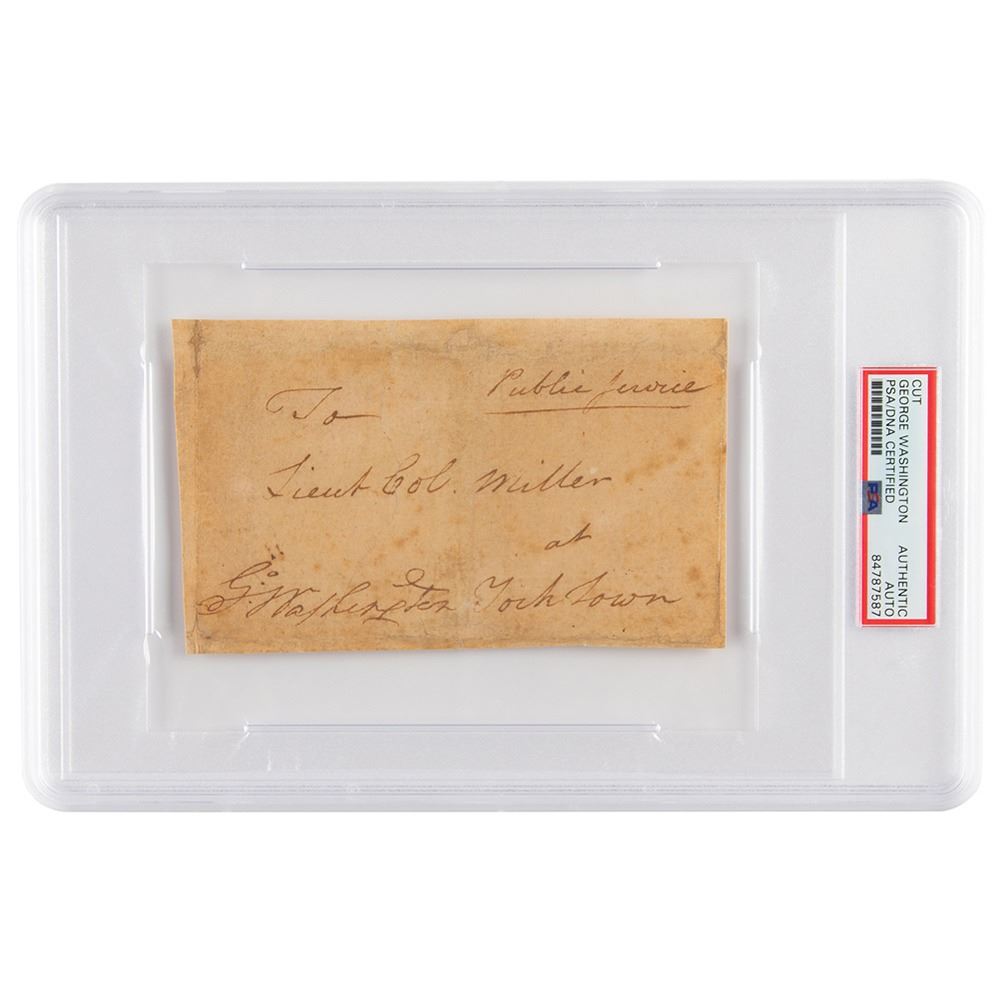 Public Service
To
Lieut Col. Miller
at
Go: Washington York town
CUT
GEORGE WASHINGTON AUTHENTIC
PSA/DNA CERTIFIED AUTO
84787587
PSA